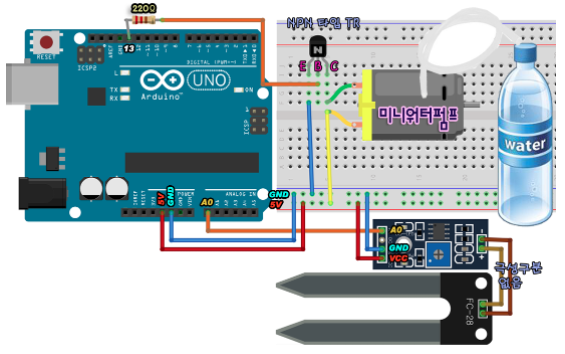 220Ω
NPN 타입 TR
N
E B C
RESET
ICSP2
13
DIGITAL (PWM~)
L
TX
RX
UNO
ON
Arduino
ICSP
미니워터펌프
water
POWER
ANALOG IN
5V
GND
A0
GND
5V
A0
GND
VCC
-
+
극성구분
없음
FC-28